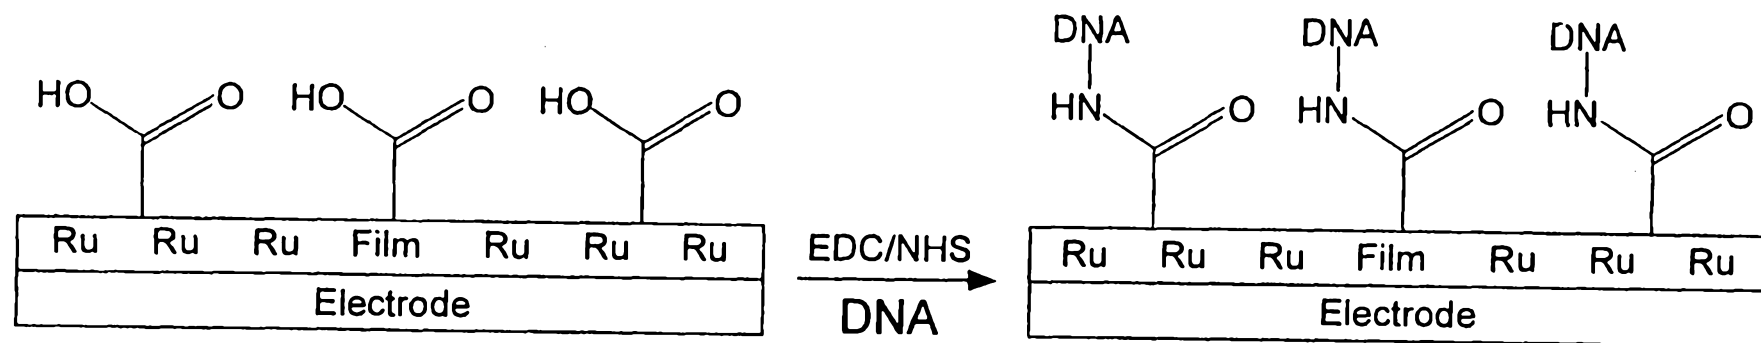 DNA DNA DNA
HO O HO O HO O
HN O HN O HN O
Ru Ru Ru Film Ru Ru Ru
Electrode
EDC/NHS
DNA
Ru Ru Ru Film Ru Ru Ru
Electrode